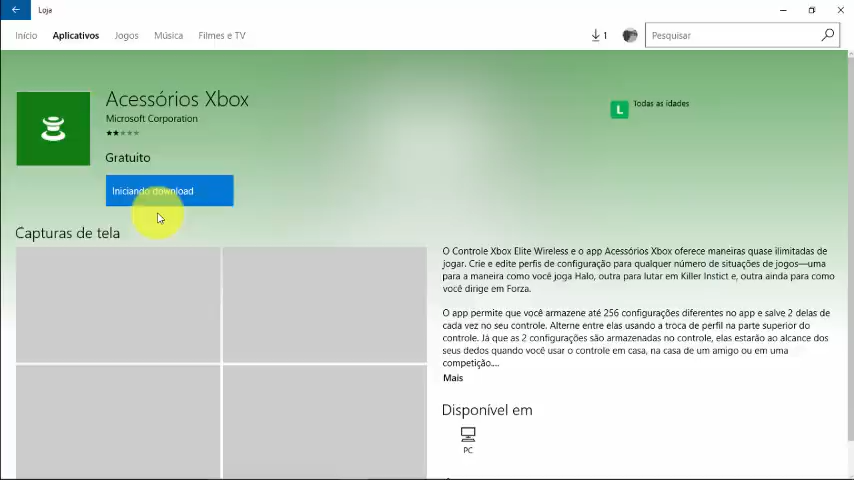 Loja
Início Aplicativos Jogos Música Filmes e TV 1 Pesquisar
Acessórios Xbox
Microsoft Corporation
Gratuito
Iniciando download
L Todas as idades
Capturas de tela
O Controle Xbox Elite Wireless e o app Acessórios Xbox oferece maneiras quase ilimitadas de
jogar. Crie e edite perfis de configuração para qualquer número de situações de jogos—uma
para a maneira como você joga Halo, outra para lutar em Killer Instict e, outra ainda para como
você dirige em Forza.
O app permite que você armazene até 256 configurações diferentes no app e salve 2 delas de
cada vez no seu controle. Alterne entre elas usando a troca de perfil na parte superior do
controle. Já que as 2 configurações são armazenadas no controle, elas estarão ao alcance dos
seus dedos quando você usar o controle em casa, na casa de um amigo ou em uma
competição....
Mais
Disponível em
PC